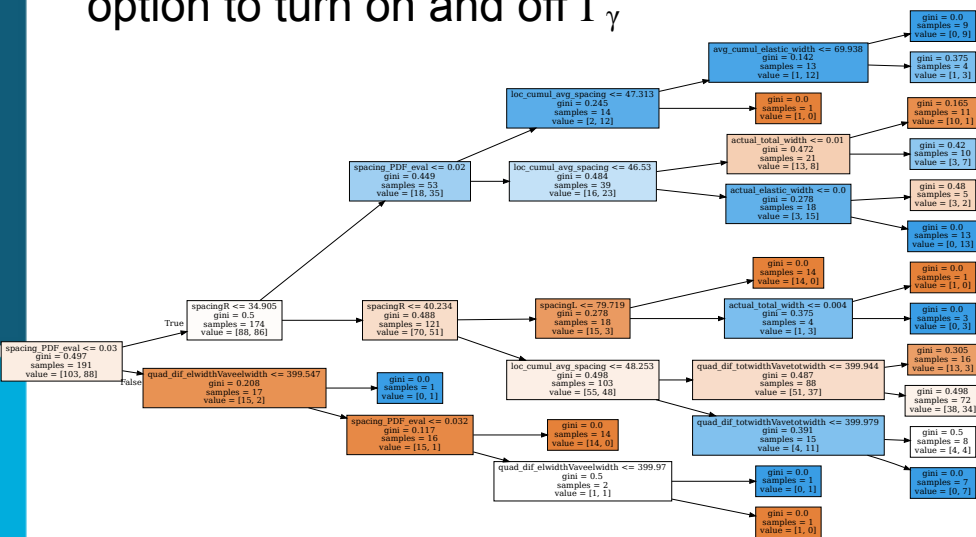 option to turn on and off Γ γ
spacing_PDF_eval <= 0.03
gini = 0.497
samples = 191
value = [103, 88]
True
False
spacingR <= 34.905
gini = 0.5
samples = 174
value = [88, 86]
quad_dif_elwidthVaveelwidth <= 399.547
gini = 0.208
samples = 17
value = [15, 2]
spacing_PDF_eval <= 0.02
gini = 0.449
samples = 53
value = [18, 35]
spacingR <= 40.234
gini = 0.488
samples = 121
value = [70, 51]
gini = 0.0
samples = 1
value = [0, 1]
spacing_PDF_eval <= 0.032
gini = 0.117
samples = 16
value = [15, 1]
loc_cumul_avg_spacing <= 47.313
gini = 0.245
samples = 14
value = [2, 12]
loc_cumul_avg_spacing <= 46.53
gini = 0.484
samples = 39
value = [16, 23]
spacingL <= 79.719
gini = 0.278
samples = 18
value = [15, 3]
loc_cumul_avg_spacing <= 48.253
gini = 0.498
samples = 103
value = [55, 48]
gini = 0.0
samples = 14
value = [14, 0]
quad_dif_elwidthVaveelwidth <= 399.97
gini = 0.5
samples = 2
value = [1, 1]
avg_cumul_elastic_width <= 69.938
gini = 0.142
samples = 13
value = [1, 12]
gini = 0.0
samples = 1
value = [1, 0]
actual_total_width <= 0.01
gini = 0.472
samples = 21
value = [13, 8]
actual_elastic_width <= 0.0
gini = 0.278
samples = 18
value = [3, 15]
gini = 0.0
samples = 14
value = [14, 0]
actual_total_width <= 0.004
gini = 0.375
samples = 4
value = [1, 3]
quad_dif_totwidthVavetotwidth <= 399.944
gini = 0.487
samples = 88
value = [51, 37]
quad_dif_totwidthVavetotwidth <= 399.979
gini = 0.391
samples = 15
value = [4, 11]
gini = 0.0
samples = 1
value = [0, 1]
gini = 0.0
samples = 1
value = [1, 0]
gini = 0.0
samples = 9
value = [0, 9]
gini = 0.375
samples = 4
value = [1, 3]
gini = 0.165
samples = 11
value = [10, 1]
gini = 0.42
samples = 10
value = [3, 7]
gini = 0.48
samples = 5
value = [3, 2]
gini = 0.0
samples = 13
value = [0, 13]
gini = 0.0
samples = 1
value = [1, 0]
gini = 0.0
samples = 3
value = [0, 3]
gini = 0.305
samples = 16
value = [13, 3]
gini = 0.498
samples = 72
value = [38, 34]
gini = 0.5
samples = 8
value = [4, 4]
gini = 0.0
samples = 7
value = [0, 7]